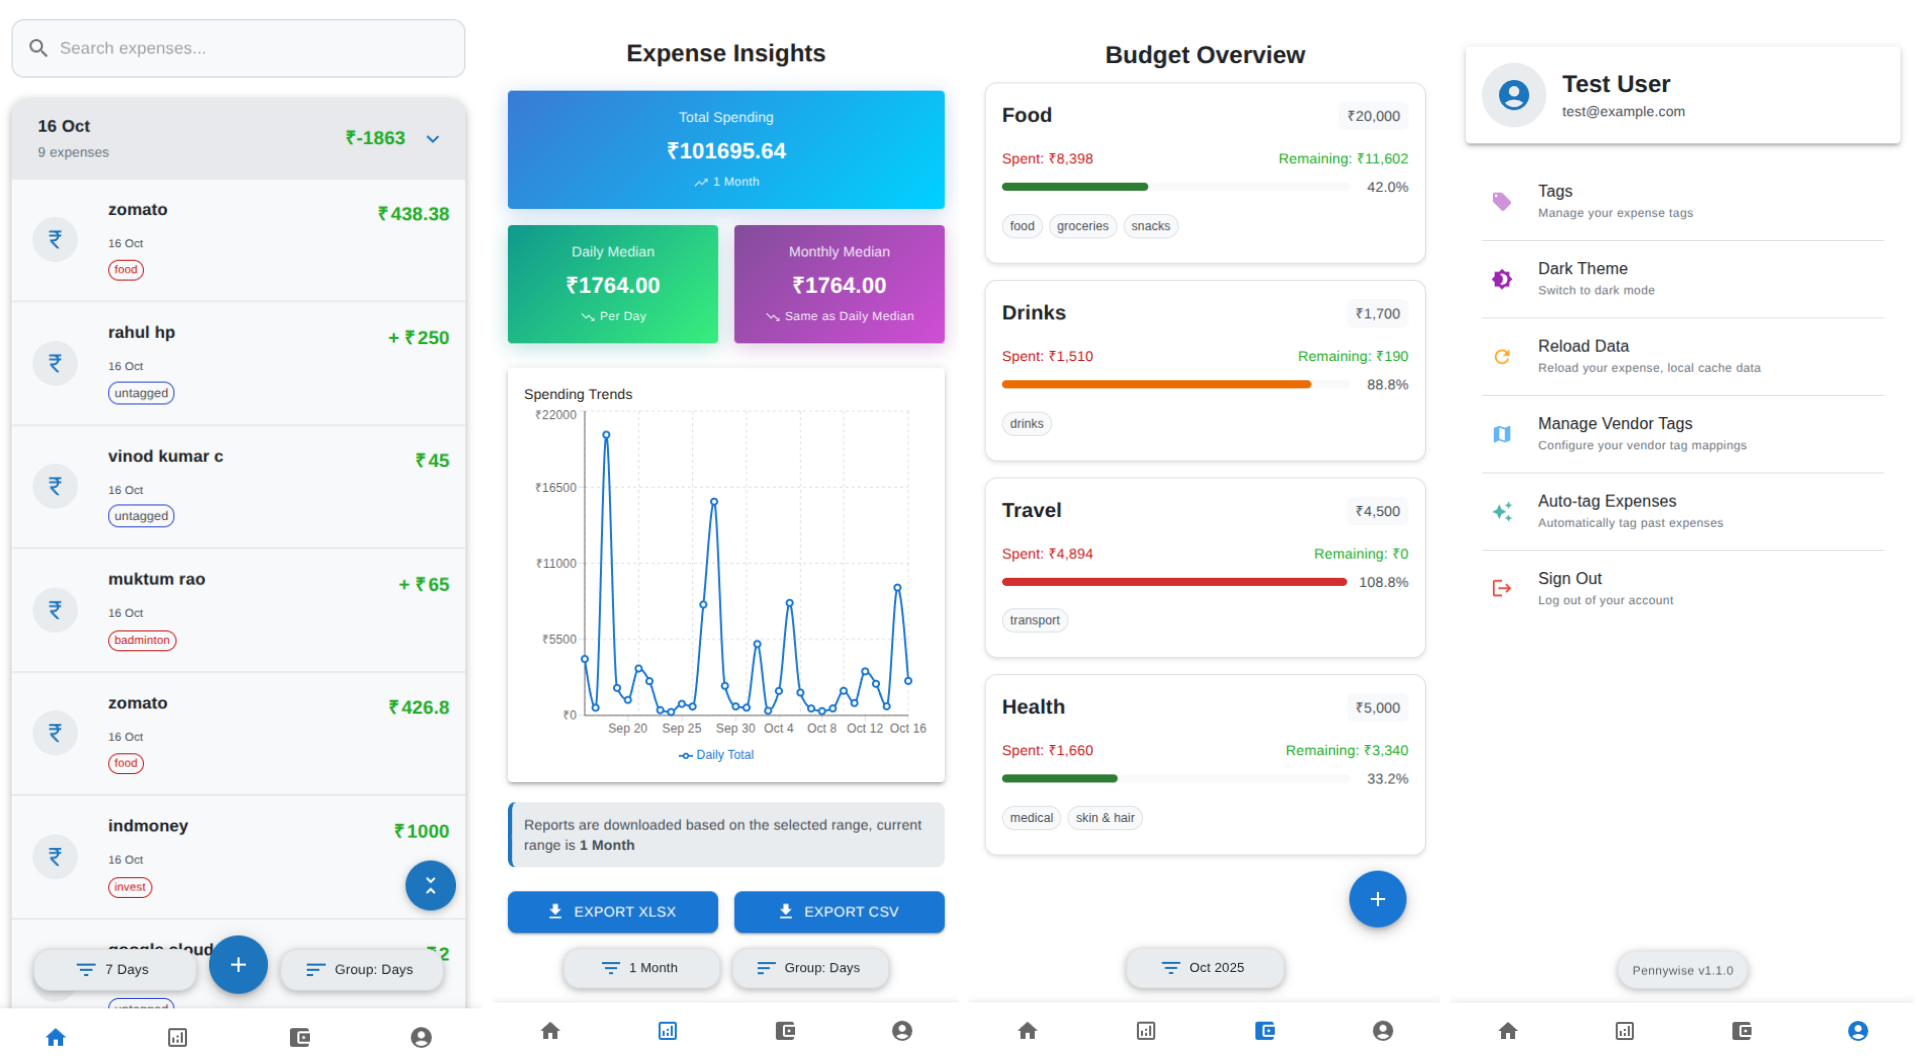 Search expenses...
16 Oct
₹-1863
9 expenses
zomato
₹438.38
16 Oct
food
rahul hp
+ ₹250
16 Oct
untagged
vinod kumar c
₹45
16 Oct
untagged
muktum rao
+ ₹65
16 Oct
badminton
zomato
₹426.8
16 Oct
food
indmoney
₹1000
16 Oct
invest
google cloud
₹2
7 Days
Group: Days
untagged
Expense Insights
Total Spending
₹101695.64
1 Month
Daily Median
₹1764.00
Per Day
Monthly Median
₹1764.00
Same as Daily Median
Spending Trends
₹22000
₹16500
₹11000
₹5500
₹0
Sep 20 Sep 25 Sep 30 Oct 4 Oct 8 Oct 12 Oct 16
Daily Total
Reports are downloaded based on the selected range, current
range is 1 Month
EXPORT XLSX
EXPORT CSV
1 Month
Group: Days
Budget Overview
Food
₹20,000
Spent: ₹8,398
Remaining: ₹11,602
42.0%
food groceries snacks
Drinks
₹1,700
Spent: ₹1,510
Remaining: ₹190
88.8%
drinks
Travel
₹4,500
Spent: ₹4,894
Remaining: ₹0
108.8%
transport
Health
₹5,000
Spent: ₹1,660
Remaining: ₹3,340
33.2%
medical skin & hair
Oct 2025
Test User
test@example.com
Tags
Manage your expense tags
Dark Theme
Switch to dark mode
Reload Data
Reload your expense, local cache data
Manage Vendor Tags
Configure your vendor tag mappings
Auto-tag Expenses
Automatically tag past expenses
Sign Out
Log out of your account
Pennywise v1.1.0